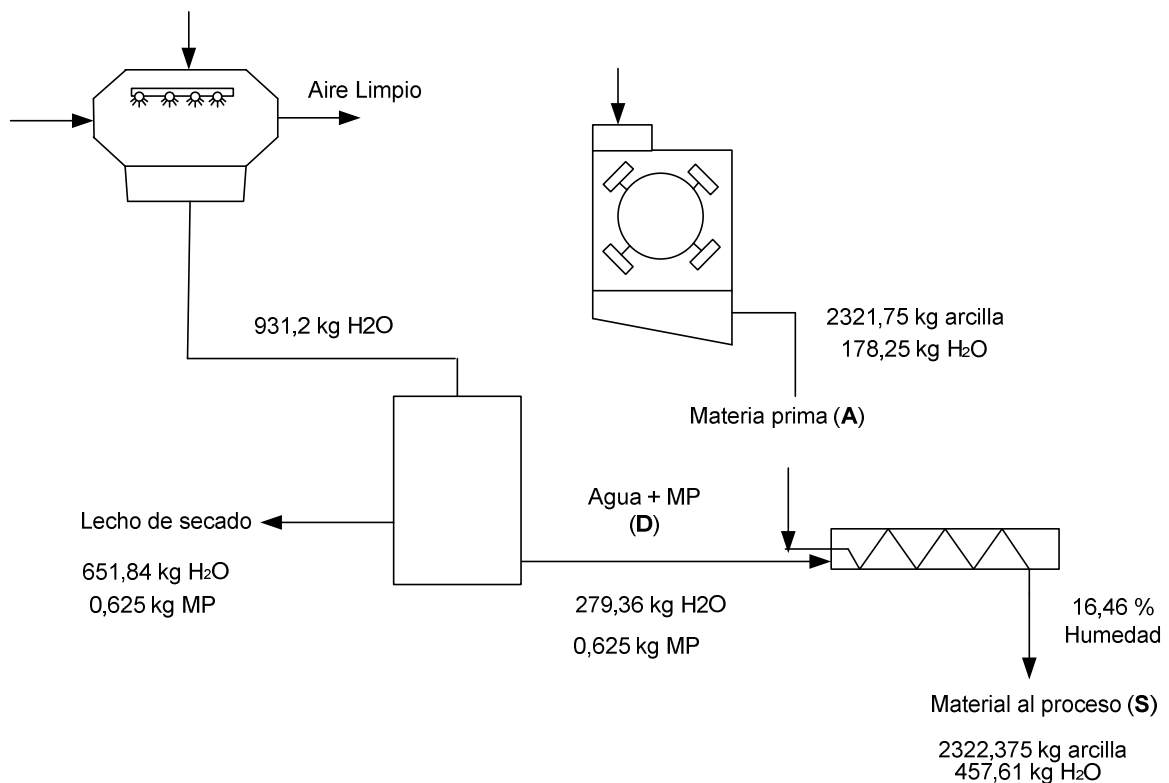 Aire Limpio
931,2 kg H2O
2321,75 kg arcilla
178,25 kg H₂O
Materia prima (A)
Agua + MP
(D)
Lecho de secado
651,84 kg H₂O
0,625 kg MP
279,36 kg H2O
0,625 kg MP
16,46 %
Humedad
Material al proceso (S)
2322,375 kg arcilla
457,61 kg H₂O